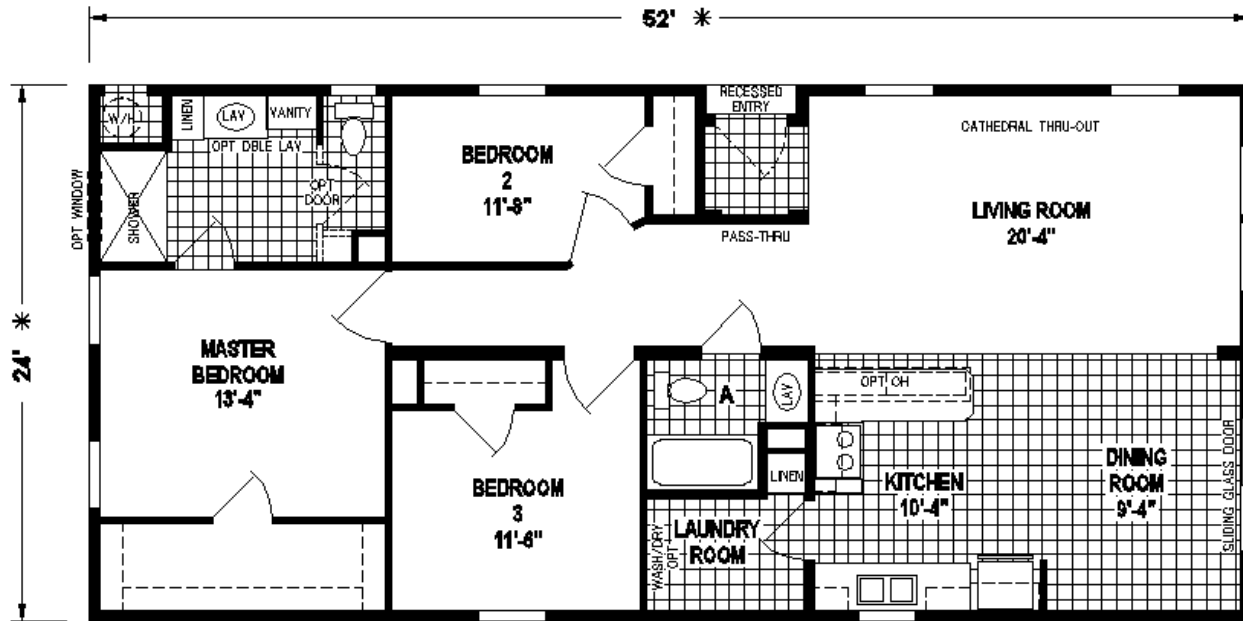 52' *
24' *
W/H
LINEN
LAV
VANITY
OPT DBLE LAV
OPT
DOOR
OPT WINDOW
SHOWER
BEDROOM
2
11'-8"
RECESSED
ENTRY
PASS-THRU
CATHEDRAL THRU-OUT
LIVING ROOM
20'-4"
MASTER
BEDROOM
13'-4"
BEDROOM
3
11'-6"
A
LAV
LINEN
LAUNDRY
ROOM
WASH/DRY
OPT
OPT OH
KITCHEN
10'-4"
DINING
ROOM
9'-4"
SLIDING GLASS DOOR